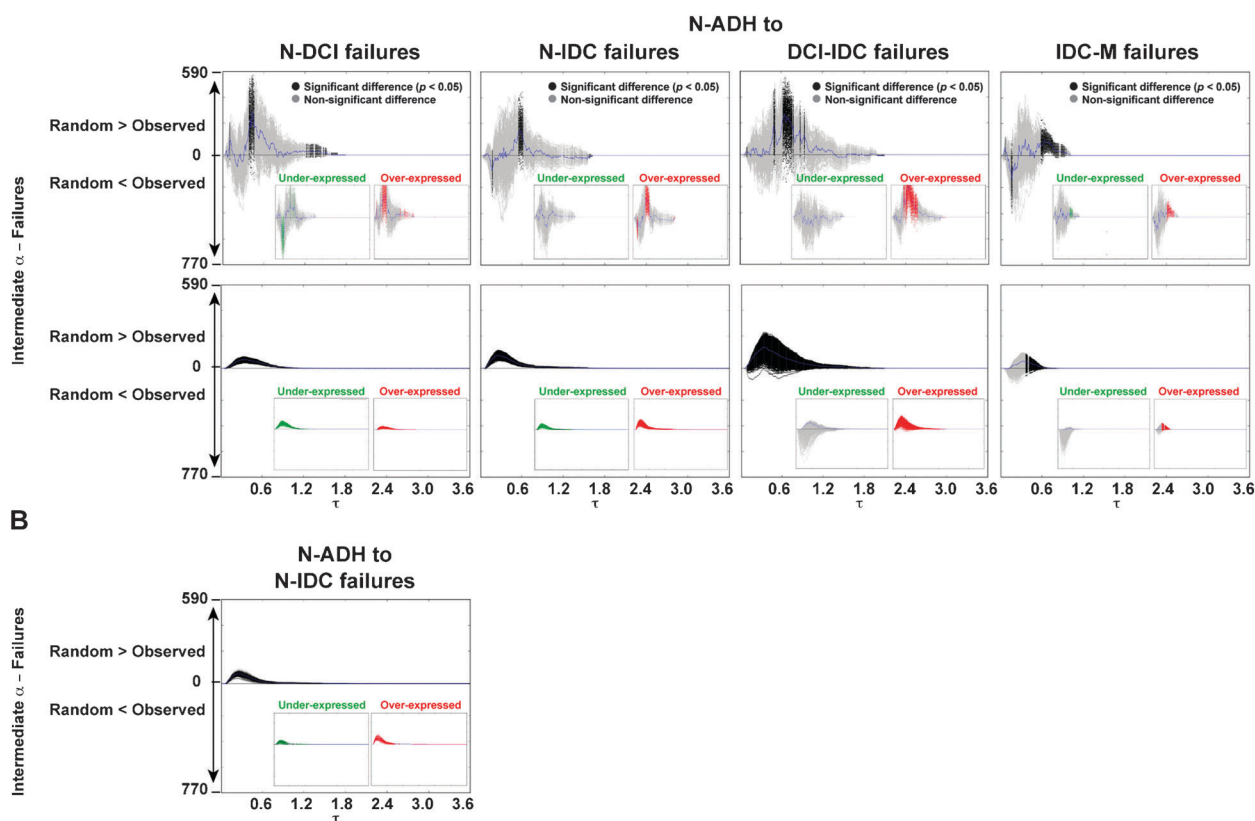 N-ADH to
N-DCI failures
N-IDC failures
DCI-IDC failures
IDC-M failures
Intermediate α – Failures
590
Random > Observed
0
Random < Observed
770
Significant difference (p < 0.05)
Non-significant difference
Under-expressed
Over-expressed
Significant difference (p < 0.05)
Non-significant difference
Under-expressed
Over-expressed
Significant difference (p < 0.05)
Non-significant difference
Under-expressed
Over-expressed
Significant difference (p < 0.05)
Non-significant difference
Under-expressed
Over-expressed
590
Random > Observed
0
Random < Observed
770
Under-expressed
Over-expressed
Under-expressed
Over-expressed
Under-expressed
Over-expressed
Under-expressed
Over-expressed
0.6 1.2 1.8 2.4 3.0 3.6
τ
0.6 1.2 1.8 2.4 3.0 3.6
τ
0.6 1.2 1.8 2.4 3.0 3.6
τ
0.6 1.2 1.8 2.4 3.0 3.6
τ
B
N-ADH to
N-IDC failures
Intermediate α – Failures
590
Random > Observed
0
Random < Observed
770
Under-expressed
Over-expressed
0.6 1.2 1.8 2.4 3.0 3.6
τ